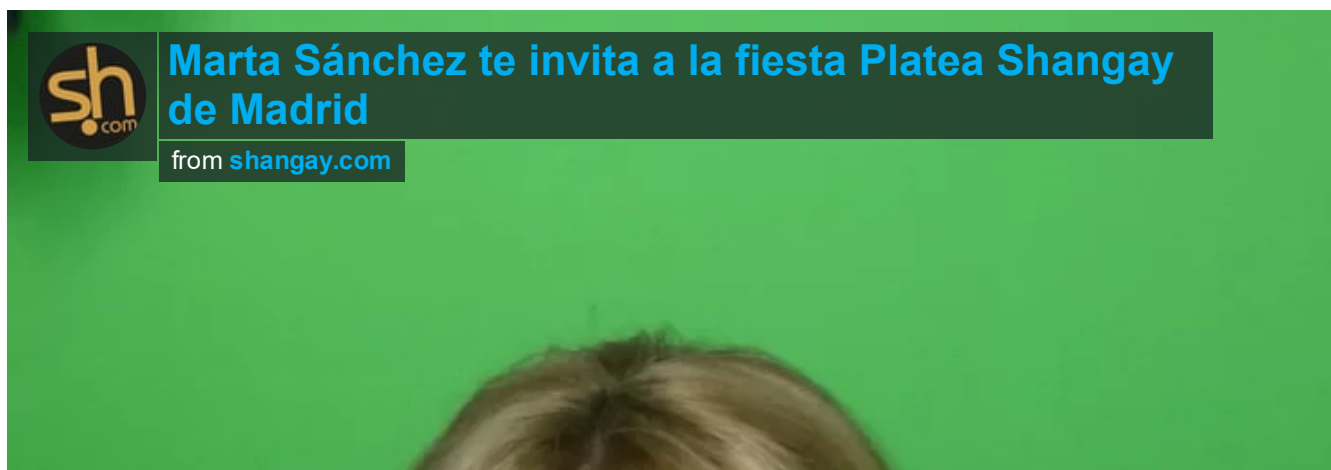 sh
.com
Marta Sánchez te invita a la fiesta Platea Shangay
de Madrid
from shangay.com